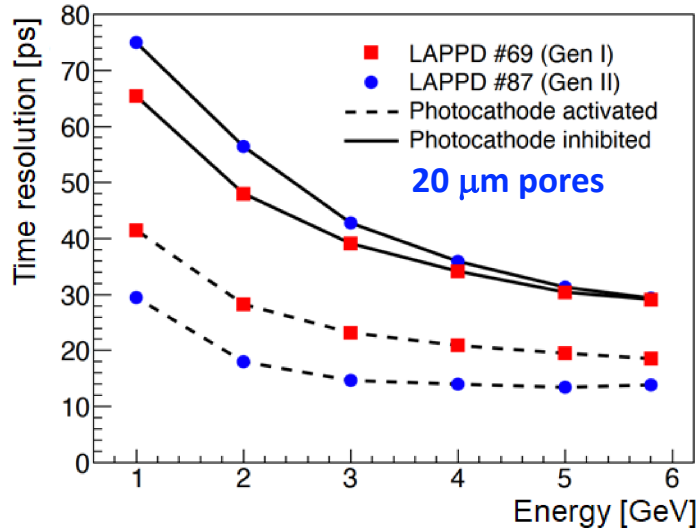 Time resolution [ps]
80
70
60
50
40
30
20
10
0
LAPPD #69 (Gen I)
LAPPD #87 (Gen II)
Photocathode activated
Photocathode inhibited
20 μm pores
1 2 3 4 5 6
Energy [GeV]